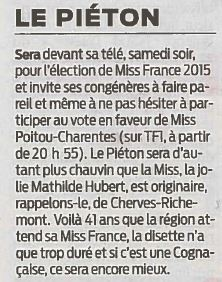 LE PIÉTON
Sera devant sa télé, samedi soir,
pour l'élection de Miss France 2015
et invite ses congénères à faire pa-
reil et même à ne pas hésiter à par-
ticiper au vote en faveur de Miss
Poitou-Charentes (sur TF1, à partir
de 20 h 55). Le Piéton sera d'au-
tant plus chauvin que la Miss, la jo-
lie Mathilde Hubert, est originaire,
rappelons-le, de Cherves-Riche-
mont. Voilà 41 ans que la région at-
tend sa Miss France, la disette n'a
que trop duré et si c'est une Cogna-
çalse, ce sera encore mieux.